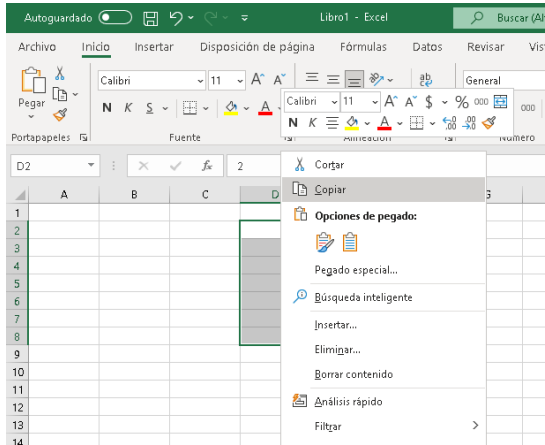 Autoguardado
Libro1 - Excel
Buscar (Al
Archivo Inicio Insertar Disposición de página Fórmulas Datos Revisar Vis
Pegar
Calibri 11 A^ A˅ ab General
N K S A
Calibri 11 A^ A˅ $ % 000 000
N K A
Portapapeles Fuente Alineación Número
D2 fx 2
A B C D G
1
2
3
4
5
6
7
8
9
10
11
12
13
14
Cortar
Copiar
Opciones de pegado:
Pegado especial...
Búsqueda inteligente
Insertar...
Eliminar...
Borrar contenido
Análisis rápido
Filtrar